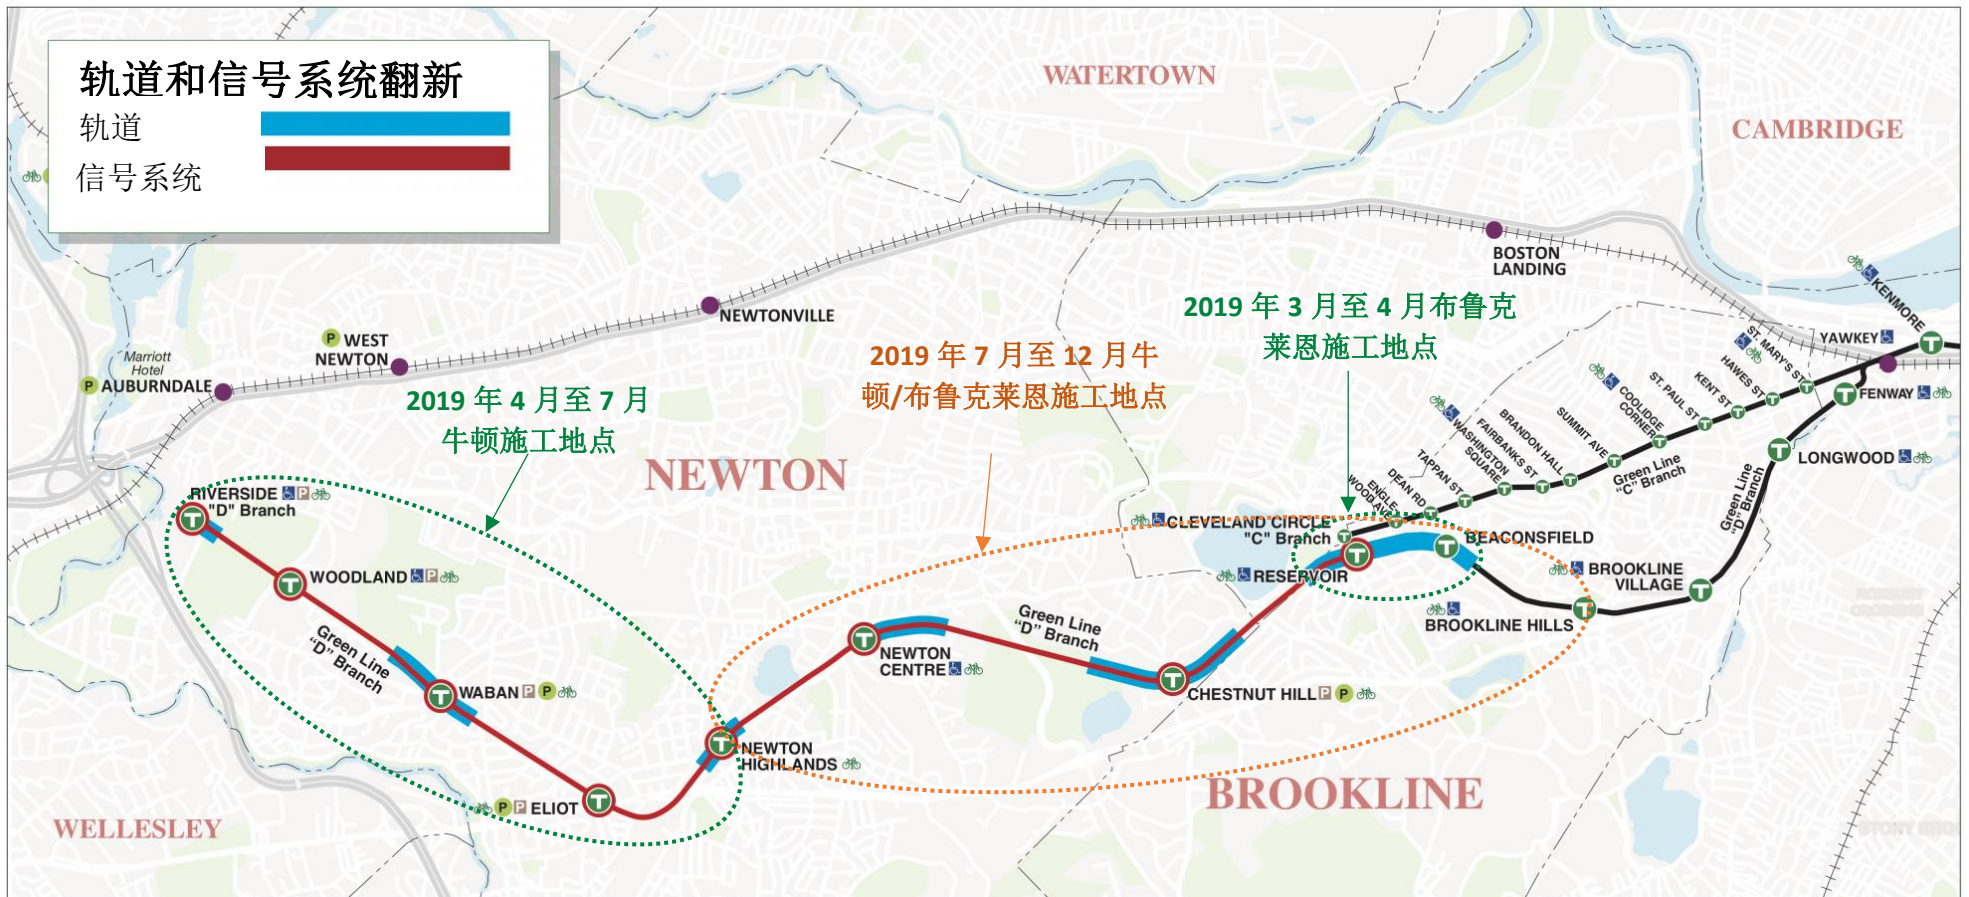 轨道和信号系统翻新
轨道
信号系统
WATERTOWN
CAMBRIDGE
BOSTON
LANDING
KENMORE
YAWKEY
FENWAY
LONGWOOD
2019 年 3 月至 4 月布鲁克
莱恩施工地点
2019 年 7 月至 12 月牛
顿/布鲁克莱恩施工地点
2019 年 4 月至 7 月
牛顿施工地点
NEWTONVILLE
P WEST
NEWTON
Marriott
Hotel
P AUBURNDALE
NEWTON
ST. MARY'S ST
HAWES ST
KENT ST
ST. PAUL ST
COOLIDGE
CORNER
SUMMIT AVE
BRANDON HALL
FAIRBANKS ST
WASHINGTON
SQUARE
TAPPAN ST
DEAN RD
ENGLE-
WOOD AVE
Green Line
"C" Branch
Green Line
"D" Branch
CLEVELAND CIRCLE
"C" Branch
RESERVOIR
BEACONSFIELD
BROOKLINE
VILLAGE
BROOKLINE HILLS
RIVERSIDE P
"D" Branch
WOODLAND P
Green Line
"D" Branch
WABAN P P
P P ELIOT
NEWTON
HIGHLANDS
NEWTON
CENTRE
Green Line
"D" Branch
CHESTNUT HILL P P
BROOKLINE
WELLESLEY